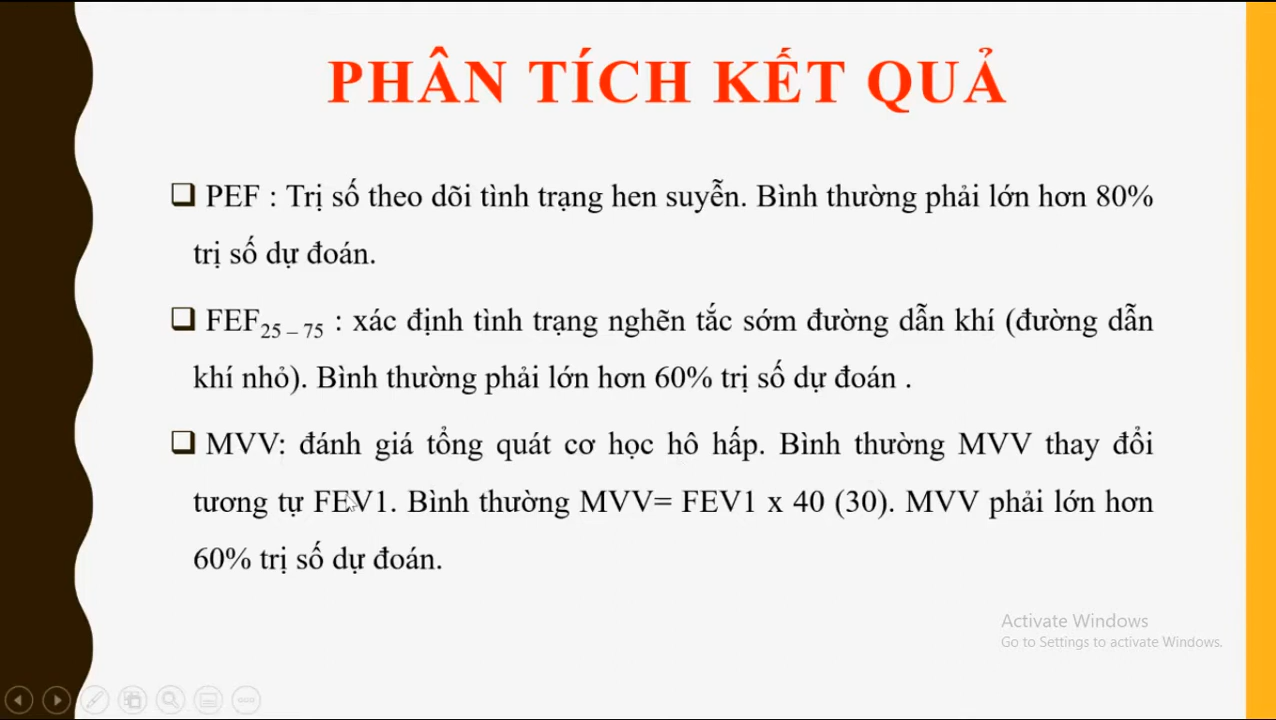 PHÂN TÍCH KẾT QUẢ
❑ PEF : Trị số theo dõi tình trạng hen suyễn. Bình thường phải lớn hơn 80%
trị số dự đoán.
❑ FEF25 – 75 : xác định tình trạng nghẽn tắc sớm đường dẫn khí (đường dẫn
khí nhỏ). Bình thường phải lớn hơn 60% trị số dự đoán .
❑ MVV: đánh giá tổng quát cơ học hô hấp. Bình thường MVV thay đổi
tương tự FEV1. Bình thường MVV= FEV1 x 40 (30). MVV phải lớn hơn
60% trị số dự đoán.
Activate Windows
Go to Settings to activate Windows.